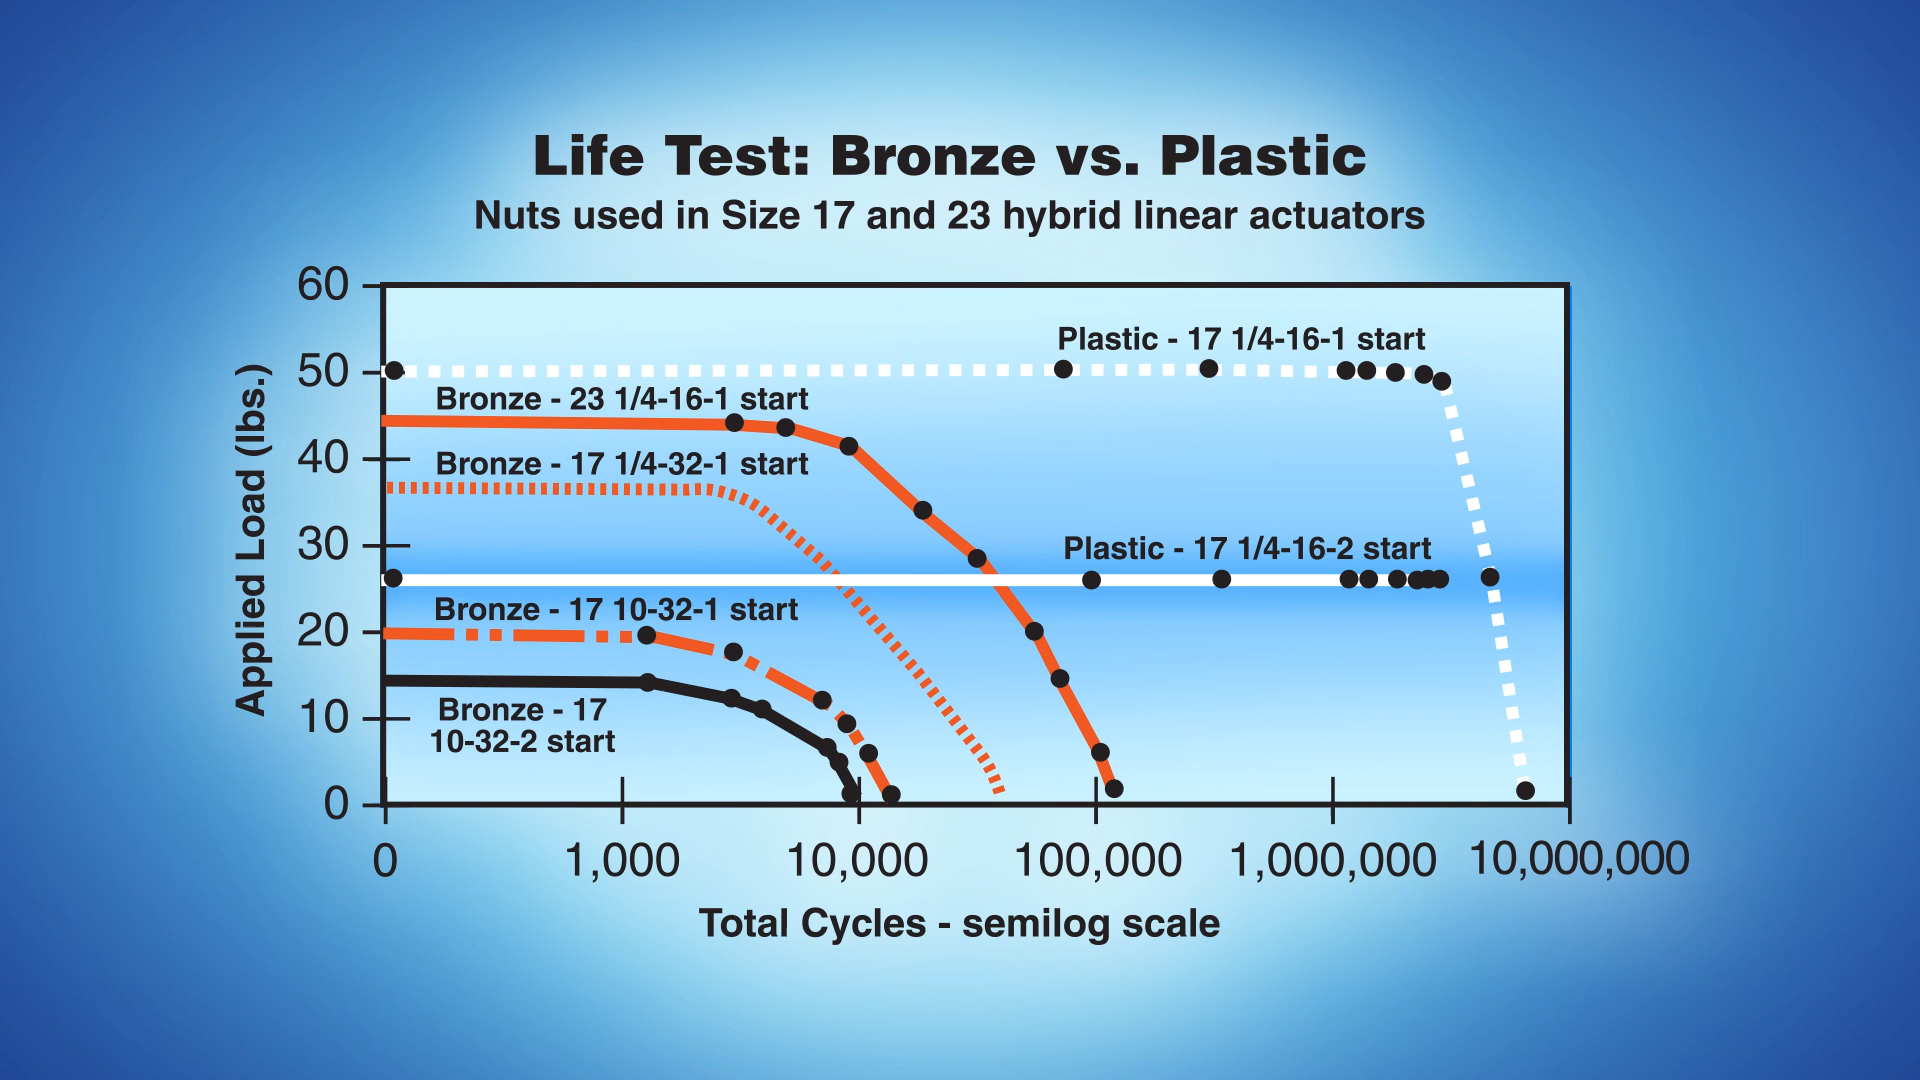 Life Test: Bronze vs. Plastic
Nuts used in Size 17 and 23 hybrid linear actuators
60
50
40
30
20
10
0
Applied Load (lbs.)
Plastic - 17 1/4-16-1 start
Bronze - 23 1/4-16-1 start
Bronze - 17 1/4-32-1 start
Plastic - 17 1/4-16-2 start
Bronze - 17 10-32-1 start
Bronze - 17
10-32-2 start
0
1,000
10,000
100,000
1,000,000
10,000,000
Total Cycles - semilog scale